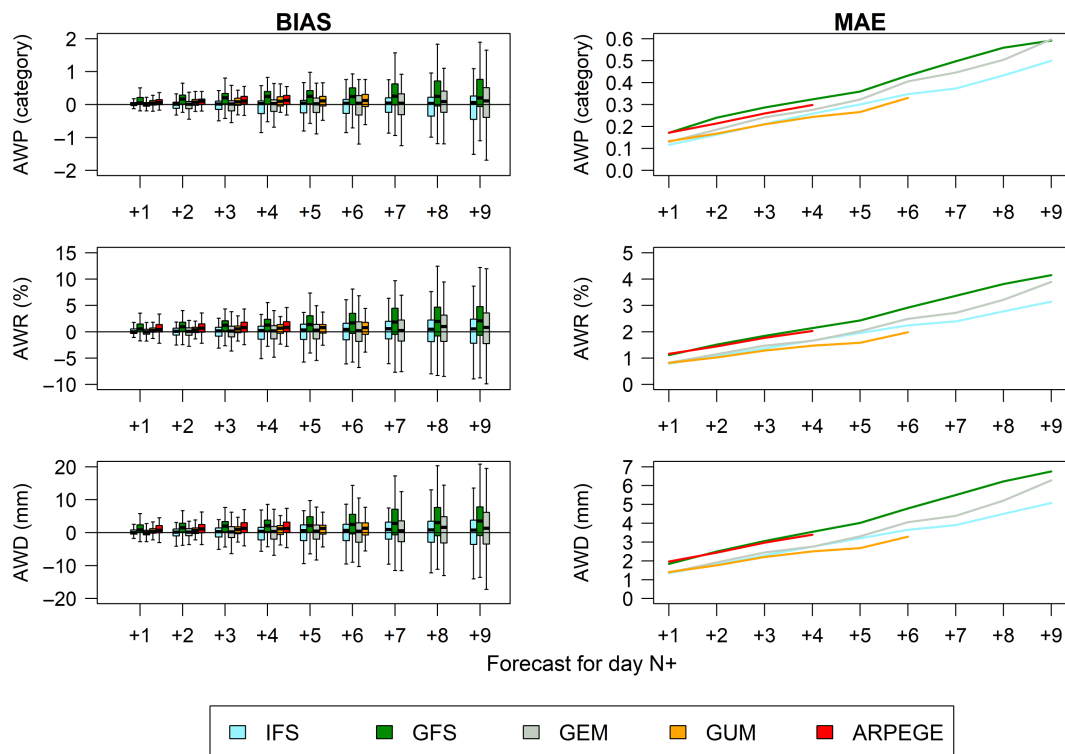 BIAS
MAE
AWP (category)
2
1
0
−1
−2
+1 +2 +3 +4 +5 +6 +7 +8 +9
AWP (category)
0.6
0.5
0.4
0.3
0.2
0.1
0.0
+1 +2 +3 +4 +5 +6 +7 +8 +9
AWR (%)
15
10
5
0
−5
−10
+1 +2 +3 +4 +5 +6 +7 +8 +9
AWR (%)
5
4
3
2
1
0
+1 +2 +3 +4 +5 +6 +7 +8 +9
AWD (mm)
20
10
0
−10
−20
+1 +2 +3 +4 +5 +6 +7 +8 +9
AWD (mm)
7
6
5
4
3
2
1
0
+1 +2 +3 +4 +5 +6 +7 +8 +9
Forecast for day N+
IFS GFS GEM GUM ARPEGE